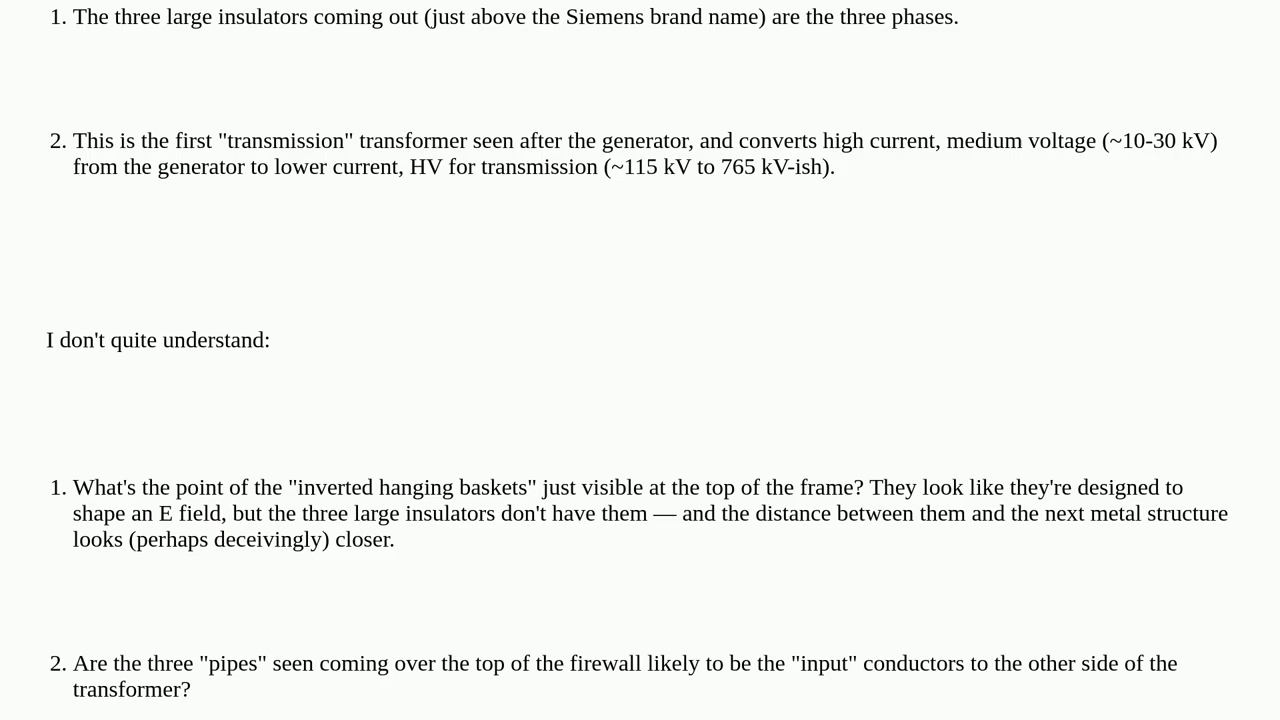 1. The three large insulators coming out (just above the Siemens brand name) are the three phases.
2. This is the first "transmission" transformer seen after the generator, and converts high current, medium voltage (~10-30 kV)
from the generator to lower current, HV for transmission (~115 kV to 765 kV-ish).
I don't quite understand:
1. What's the point of the "inverted hanging baskets" just visible at the top of the frame? They look like they're designed to
shape an E field, but the three large insulators don't have them — and the distance between them and the next metal structure
looks (perhaps deceivingly) closer.
2. Are the three "pipes" seen coming over the top of the firewall likely to be the "input" conductors to the other side of the
transformer?